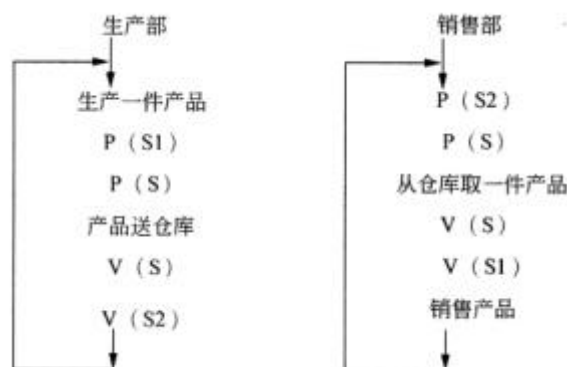 生产部
生产一件产品
P（S1）
P（S）
产品送仓库
V（S）
V（S2）
销售部
P（S2）
P（S）
从仓库取一件产品
V（S）
V（S1）
销售产品